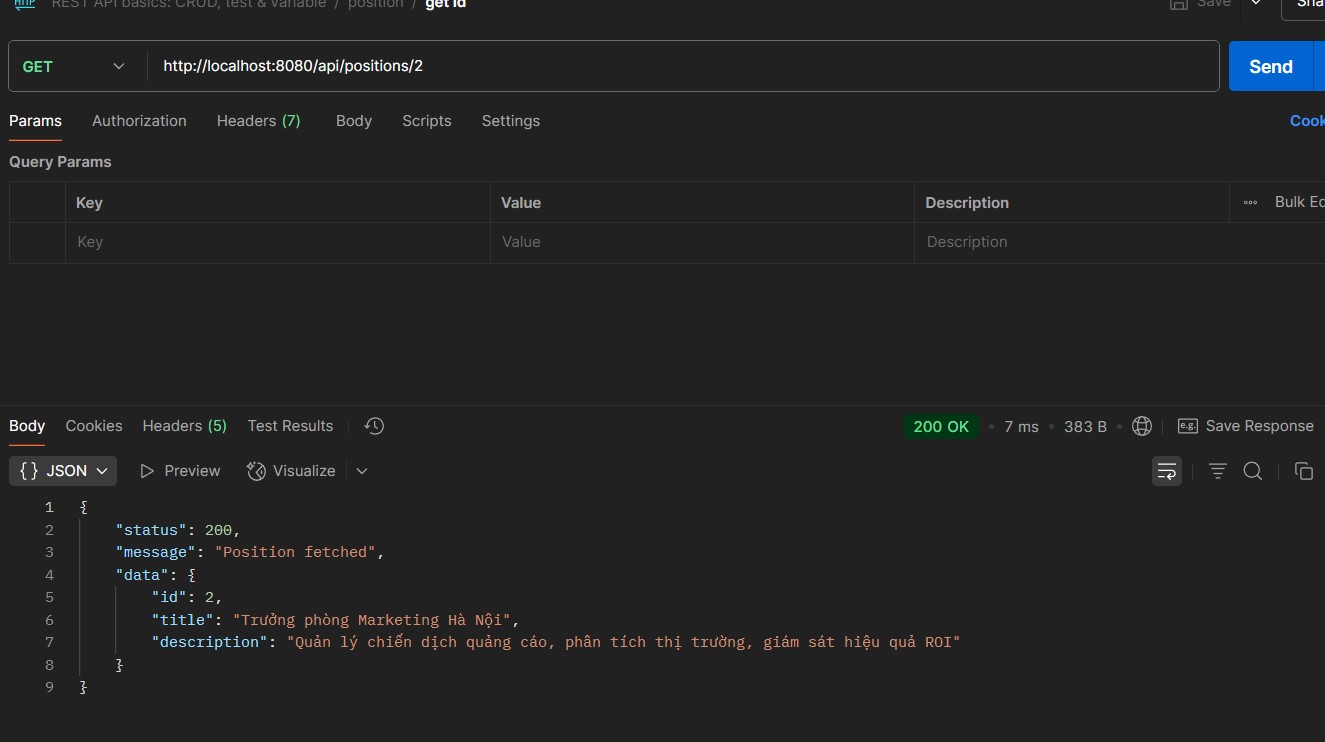 HTTP REST API basics: CRUD, test & variable / position / get id Save Sha
GET http://localhost:8080/api/positions/2 Send
Params Authorization Headers (7) Body Scripts Settings Cook
Query Params
Key Value Description Bulk Ed
Key Value Description
Body Cookies Headers (5) Test Results 200 OK • 7 ms • 383 B • e.g. Save Response
{} JSON Preview Visualize
1 {
2 "status": 200,
3 "message": "Position fetched",
4 "data": {
5 "id": 2,
6 "title": "Trưởng phòng Marketing Hà Nội",
7 "description": "Quản lý chiến dịch quảng cáo, phân tích thị trường, giám sát hiệu quả ROI"
8 }
9 }